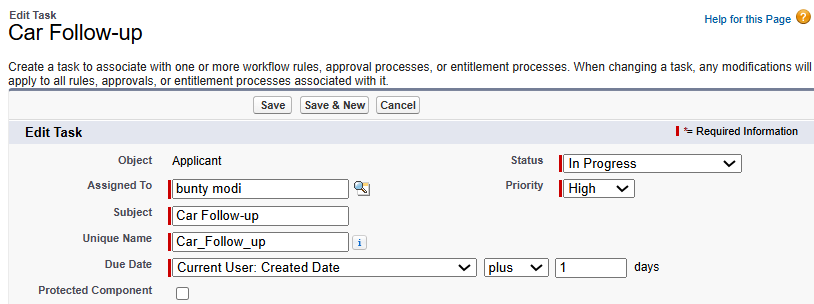 Edit Task
Car Follow-up
Help for this Page ?
Create a task to associate with one or more workflow rules, approval processes, or entitlement processes. When changing a task, any modifications will
apply to all rules, approvals, or entitlement processes associated with it.
Save Save & New Cancel
Edit Task *= Required Information
Object Applicant Status In Progress
Assigned To bunty modi Priority High
Subject Car Follow-up
Unique Name Car_Follow_up i
Due Date Current User: Created Date plus 1 days
Protected Component